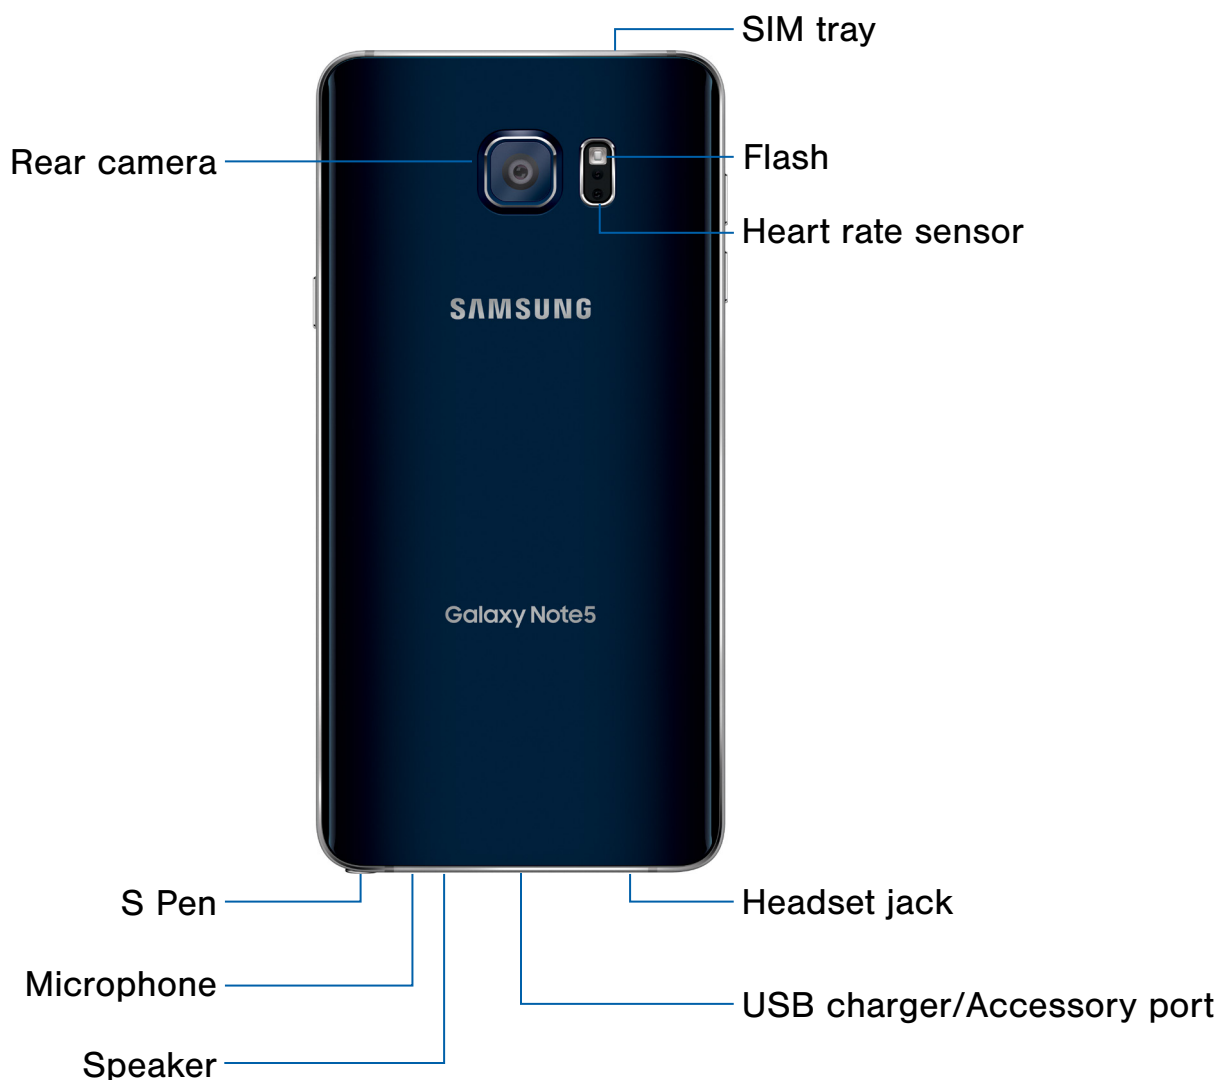 SIM tray
Rear camera
Flash
Heart rate sensor
SAMSUNG
Galaxy Note5
S Pen
Headset jack
Microphone
USB charger/Accessory port
Speaker